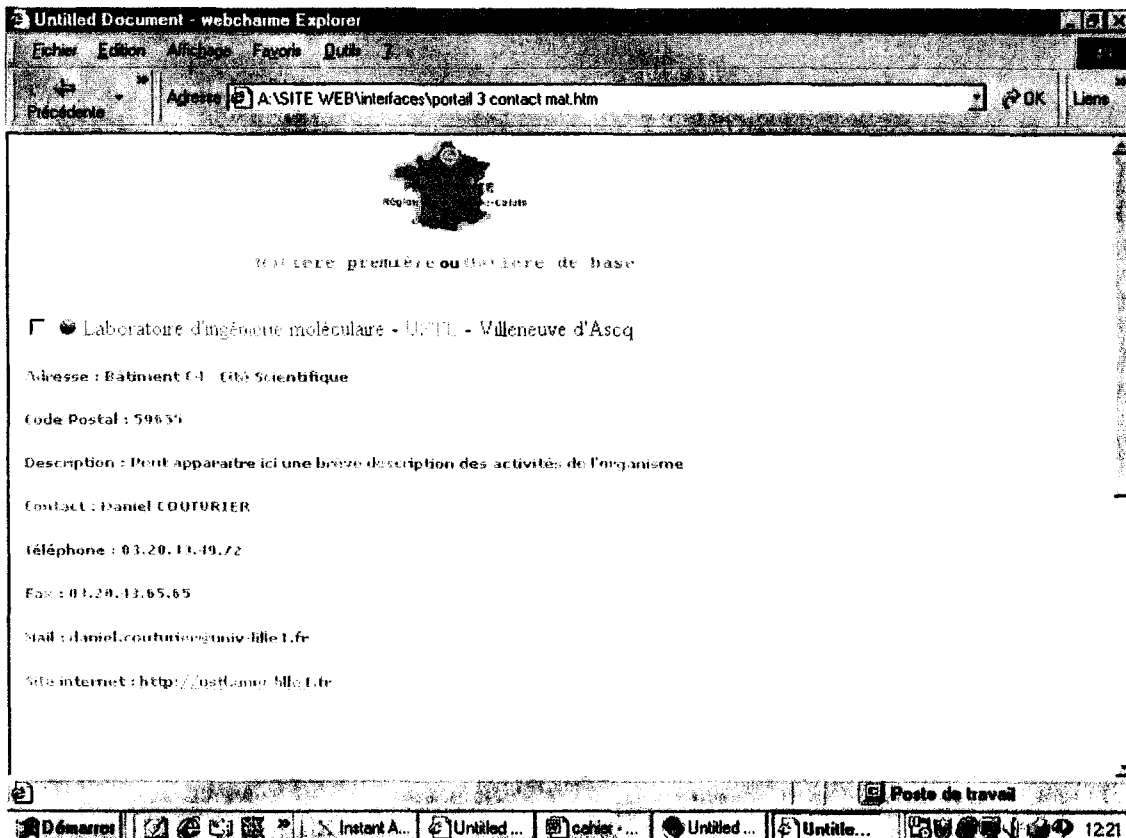 Untitled Document - webcharme Explorer
Fichier Edition Affichage Favoris Outils ?
Précédente » Adresse A:\SITE WEB\interfaces\portail 3 contact mat.htm OK Liens »
Région -Calais
Matière première ou Matière de base
Laboratoire d'ingénierie moléculaire - USTL - Villeneuve d'Ascq
Adresse : Bâtiment C4 Cité Scientifique
Code Postal : 59655
Description : Peut apparaître ici une brève description des activités de l'organisme
Contact : Daniel COUTURIER
Téléphone : 03.20.43.49.72
Fax : 03.20.43.65.65
Mail : daniel.couturier@univ-lille1.fr
Site internet : http://ustl.univ-lille1.fr
Poste de travail
Démarrer » Instant A... Untitled ... cahier - ... Untitled ... Untitle... 12:21